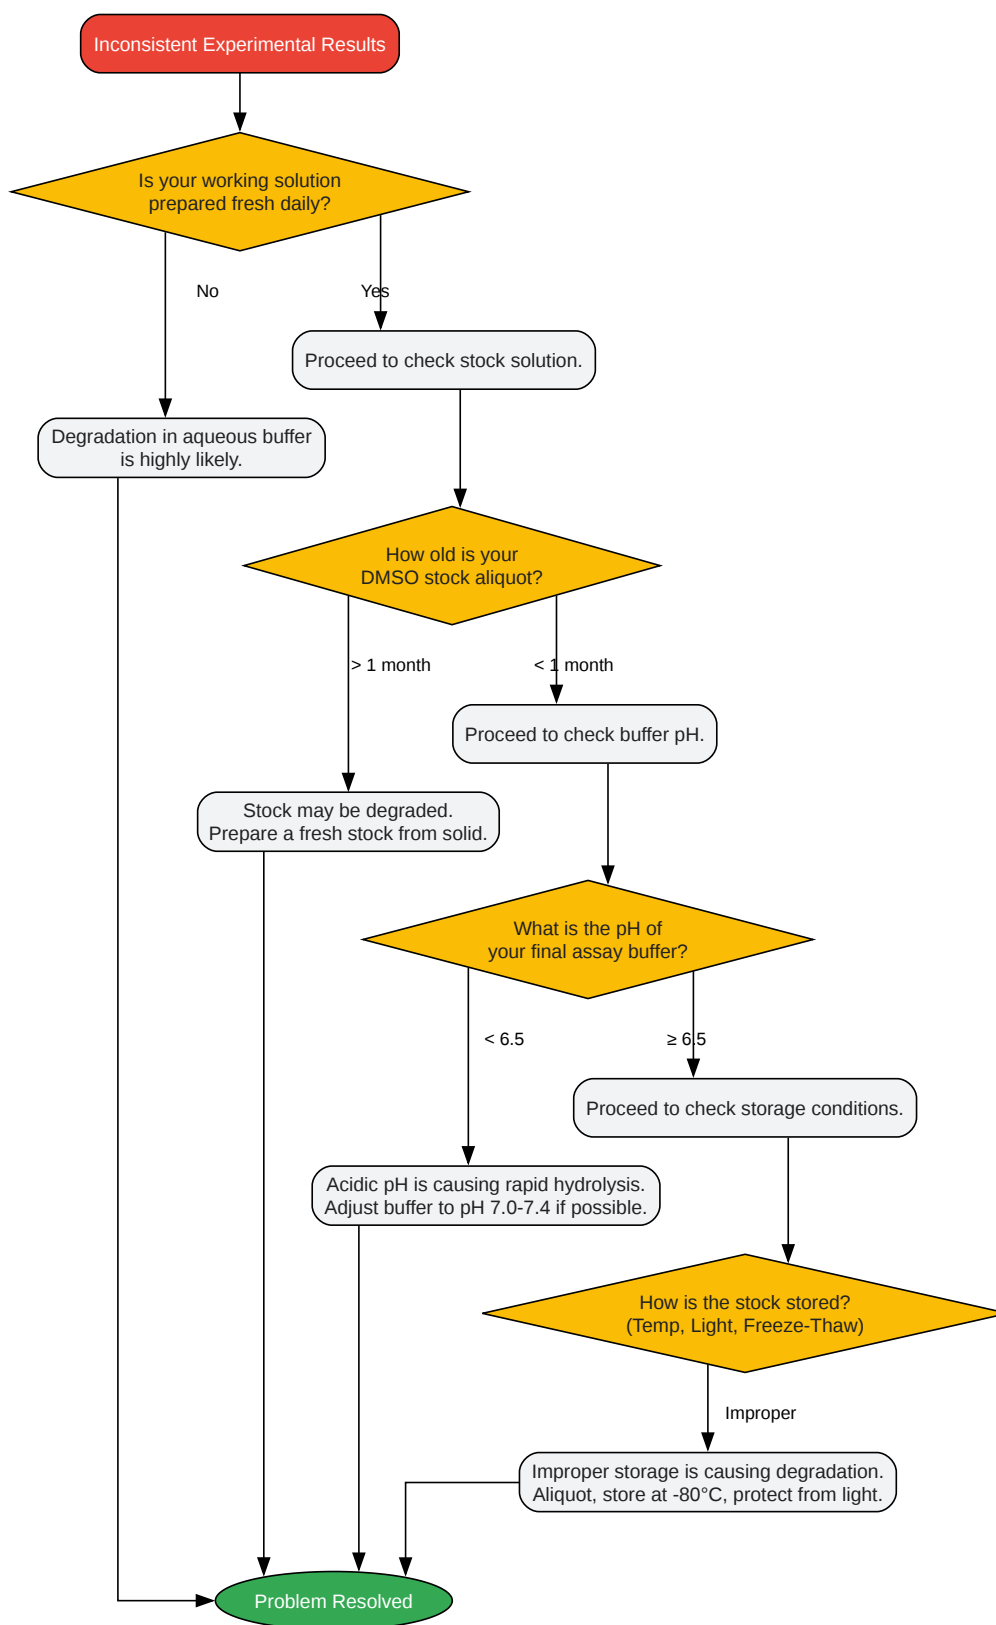 Inconsistent Experimental Results
Is your working solution
prepared fresh daily?
No
Yes
Proceed to check stock solution.
Degradation in aqueous buffer
is highly likely.
How old is your
DMSO stock aliquot?
> 1 month
< 1 month
Proceed to check buffer pH.
Stock may be degraded.
Prepare a fresh stock from solid.
What is the pH of
your final assay buffer?
< 6.5
≥ 6.5
Proceed to check storage conditions.
Acidic pH is causing rapid hydrolysis.
Adjust buffer to pH 7.0-7.4 if possible.
How is the stock stored?
(Temp, Light, Freeze-Thaw)
Improper
Improper storage is causing degradation.
Aliquot, store at -80°C, protect from light.
Problem Resolved